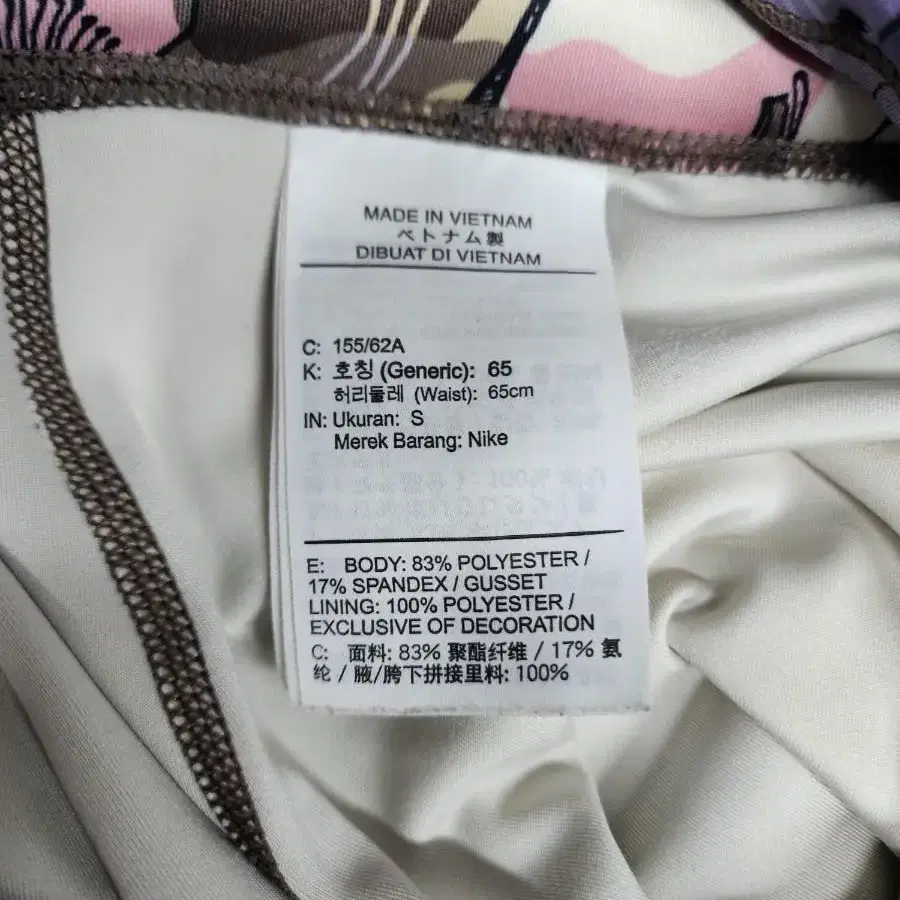 MADE IN VIETNAM
ベトナム製
DIBUAT DI VIETNAM
C: 155/62A
K: 호칭 (Generic): 65
허리둘레 (Waist): 65cm
IN: Ukuran: S
Merek Barang: Nike
E: BODY: 83% POLYESTER /
17% SPANDEX / GUSSET
LINING: 100% POLYESTER /
EXCLUSIVE OF DECORATION
C: 面料: 83% 聚酯纤维 / 17% 氨
纶 / 腋/胯下拼接里料: 100%